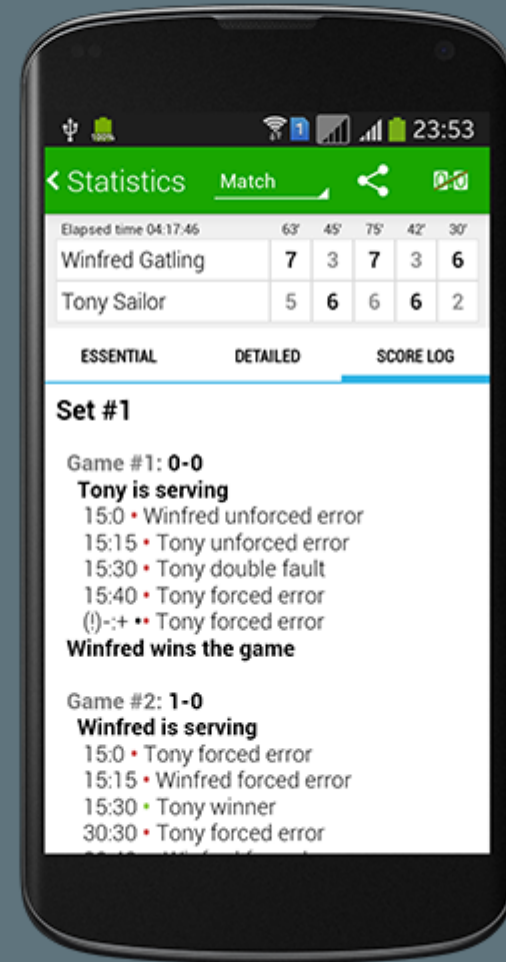 100%
1
23:53
Statistics Match 0:0
Elapsed time 04:17:46 63' 45' 75' 42' 30'
Winfred Gatling 7 3 7 3 6
Tony Sailor 5 6 6 6 2
ESSENTIAL DETAILED SCORE LOG
Set #1
Game #1: 0-0
Tony is serving
15:0 • Winfred unforced error
15:15 • Tony unforced error
15:30 • Tony double fault
15:40 • Tony forced error
(!)-:+ •• Tony forced error
Winfred wins the game
Game #2: 1-0
Winfred is serving
15:0 • Tony forced error
15:15 • Winfred forced error
15:30 • Tony winner
30:30 • Tony forced error